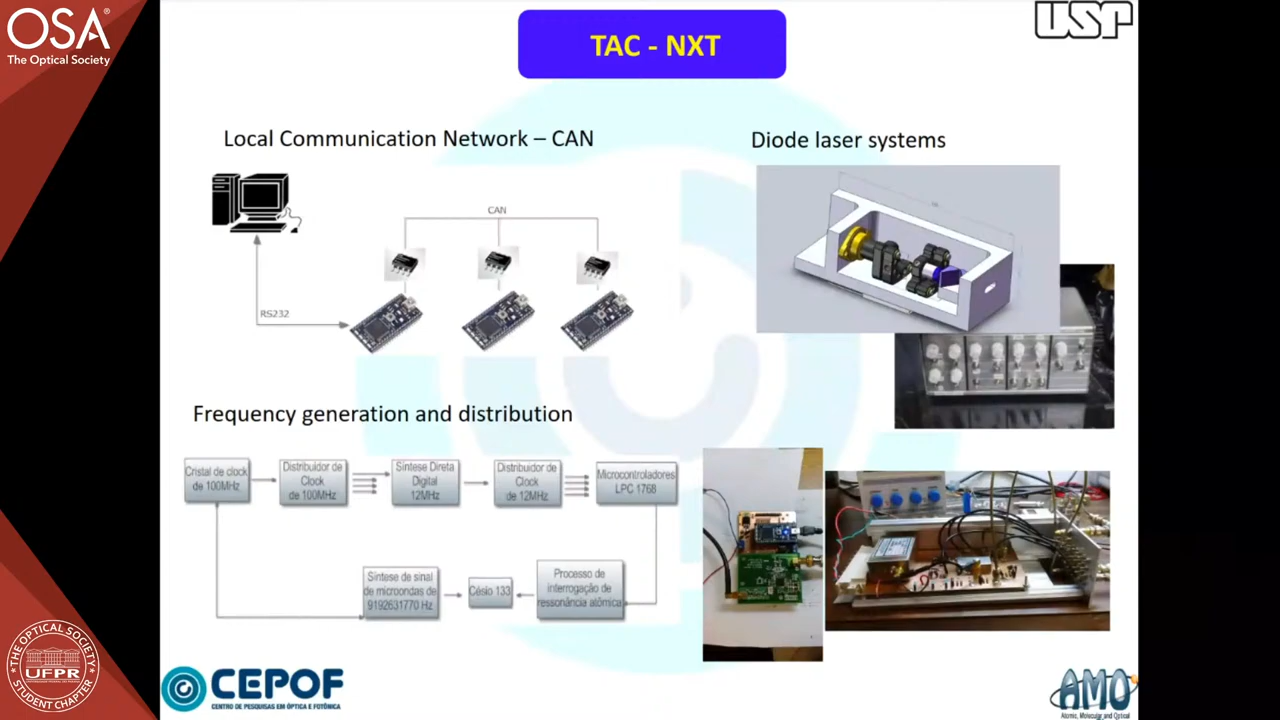 OSA®
The Optical Society
TAC - NXT
USP
Local Communication Network – CAN
Diode laser systems
CAN
RS232
Frequency generation and distribution
Cristal de clock
de 100MHz
Distribuidor de
Clock
de 100MHz
Síntese Direta
Digital
12MHz
Distribuidor de
Clock
de 12MHz
Microcontroladores
LPC 1768
Síntese de sinal
de microondas de
9192631770 Hz
Césio 133
Processo de
interrogação de
ressonância atômica
THE OPTICAL SOCIETY
UFPR
STUDENT CHAPTER
CEPOF
CENTRO DE PESQUISAS EM ÓPTICA E FOTÔNICA
AMO
Atomic, Molecular and Optical